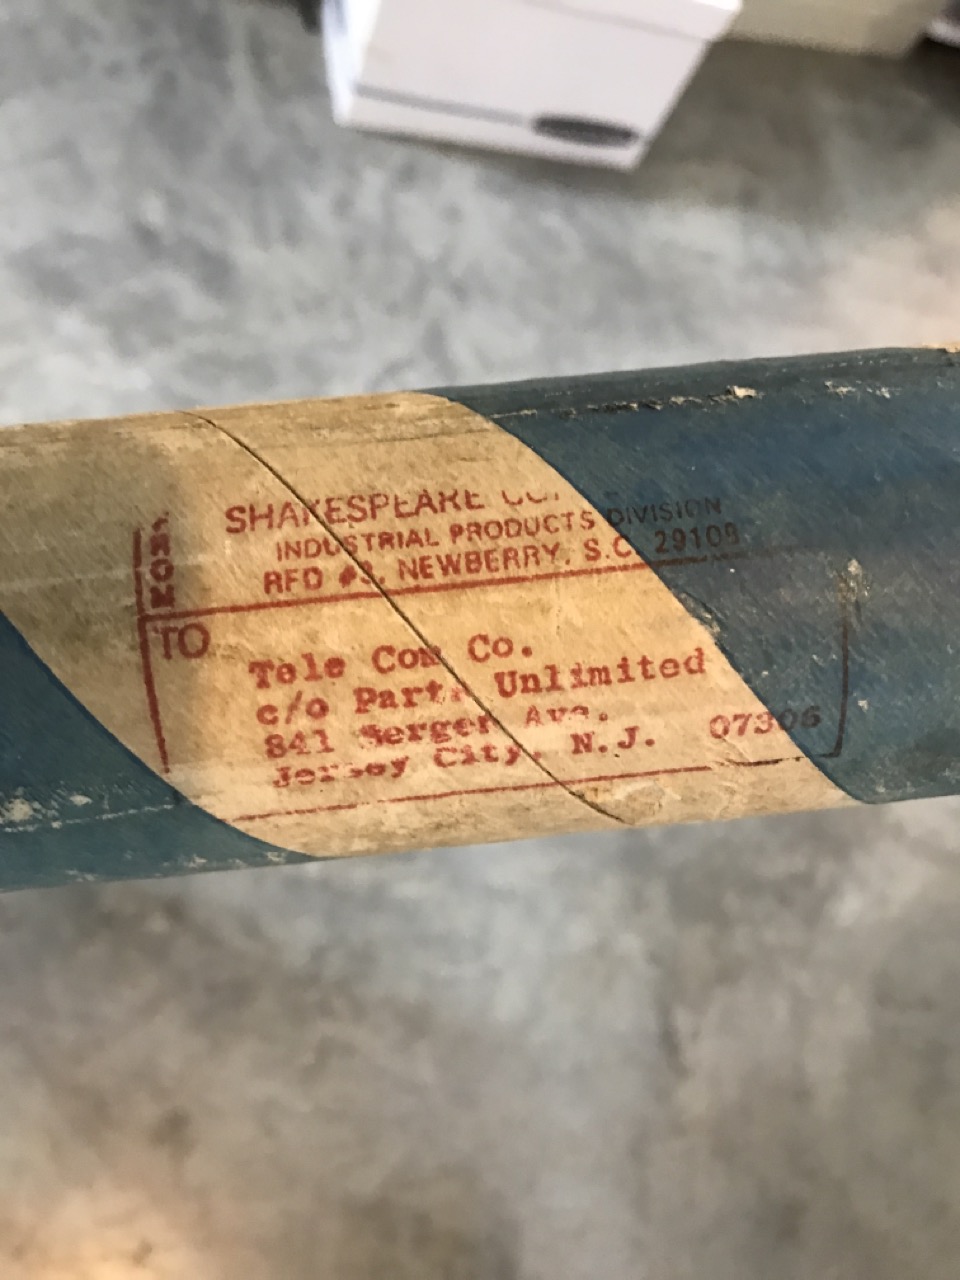 FROM
SHAKESPEARE CO.
INDUSTRIAL PRODUCTS DIVISION
RFD #3, NEWBERRY, S.C. 29108
TO
Tele Com Co.
c/o Parts Unlimited
841 Bergen Ave.
Jersey City, N.J. 07306